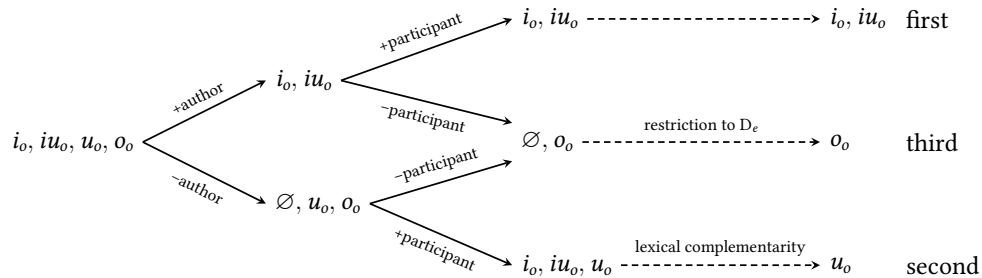 i_o, iu_o, u_o, o_o
+author
–author
i_o, iu_o
∅, u_o, o_o
+participant
–participant
–participant
+participant
i_o, iu_o
i_o, iu_o
first
∅, o_o
restriction to D_e
o_o
third
i_o, iu_o, u_o
lexical complementarity
u_o
second